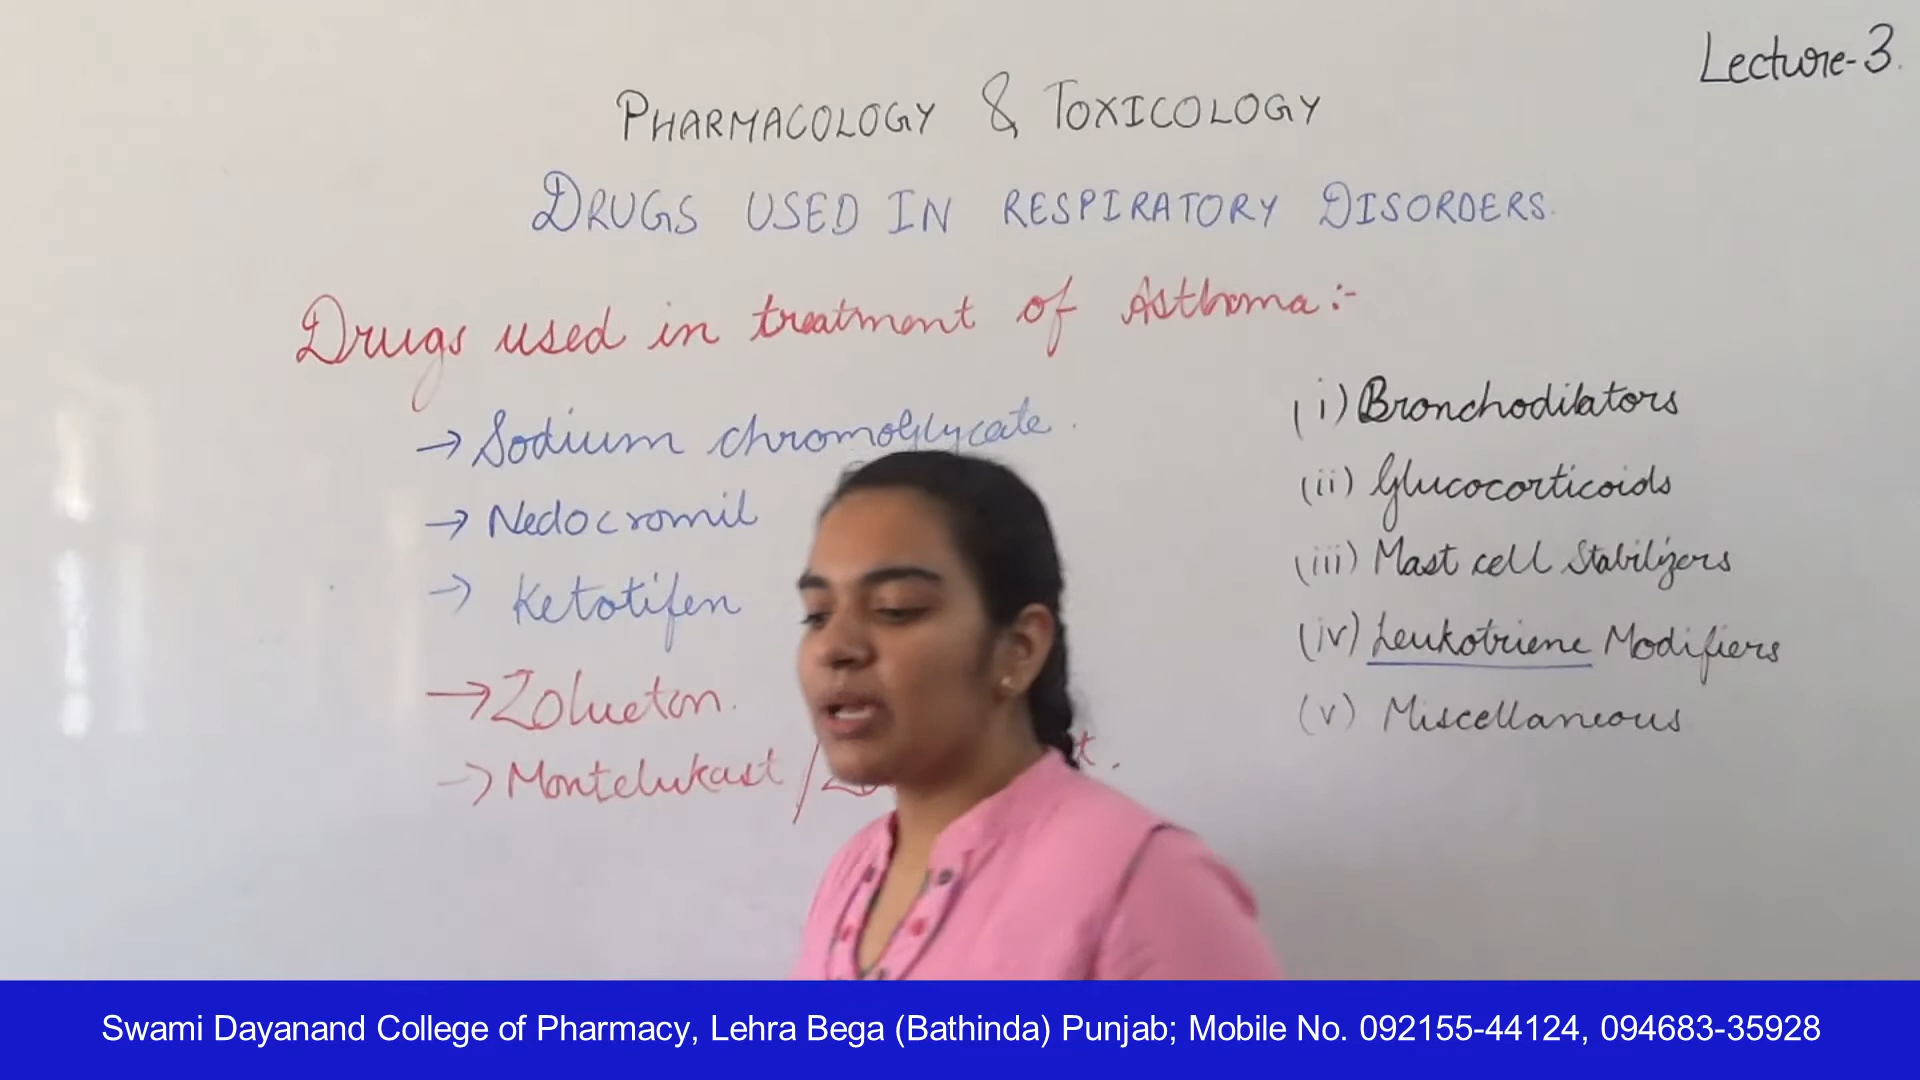 Lecture-3.
PHARMACOLOGY & TOXICOLOGY
DRUGS USED IN RESPIRATORY DISORDERS.
Drugs used in treatment of Asthma:-
→ Sodium chromoglycate.
→ Nedocromil
→ Ketotifen
→ Zolueton.
→ Montelukast /
(i) Bronchodilators
(ii) Glucocorticoids
(iii) Mast cell Stabilizers
(iv) Leukotriene Modifiers
(v) Miscellaneous
Swami Dayanand College of Pharmacy, Lehra Bega (Bathinda) Punjab; Mobile No. 092155-44124, 094683-35928